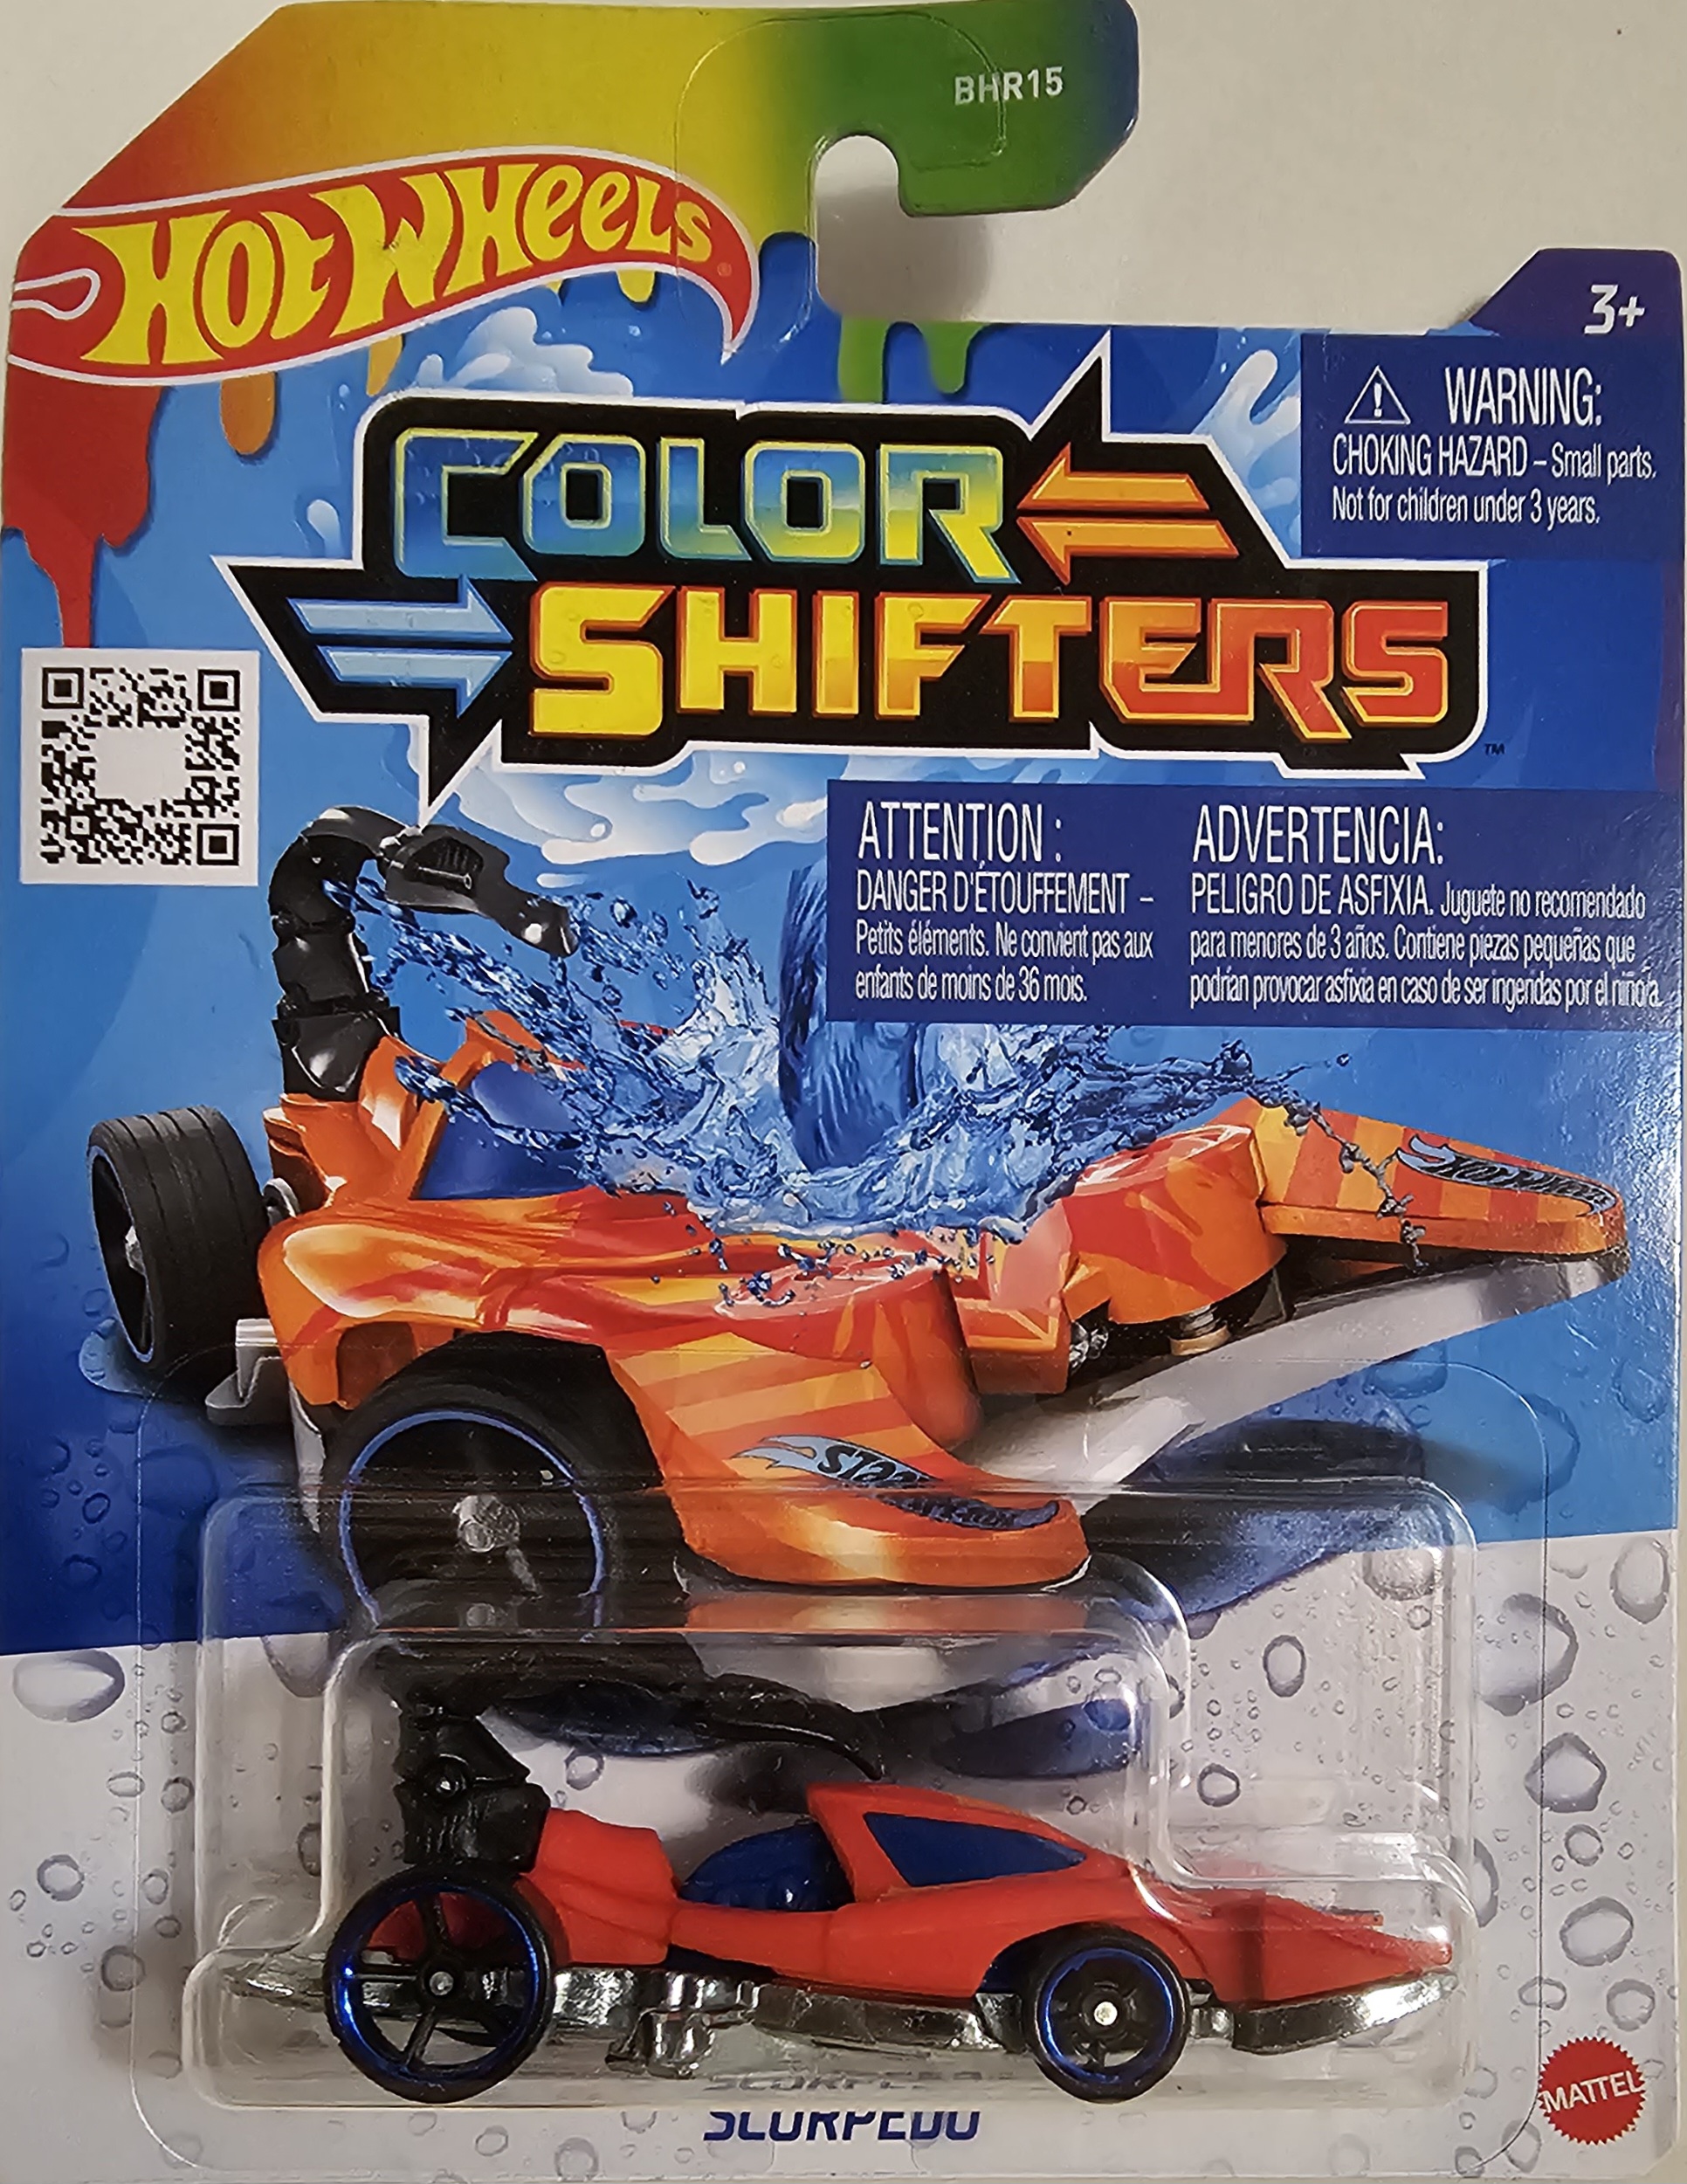 BHR15
HOT WHEELS
3+
COLOR
SHIFTERS
™
WARNING:
CHOKING HAZARD – Small parts.
Not for children under 3 years.
ATTENTION :
DANGER D'ÉTOUFFEMENT –
Petits éléments. Ne convient pas aux
enfants de moins de 36 mois.
ADVERTENCIA:
PELIGRO DE ASFIXIA. Juguete no recomendado
para menores de 3 años. Contiene piezas pequeñas que
podrían provocar asfixia en caso de ser ingeridas por el niño/a.
SCORPEDO
MATTEL